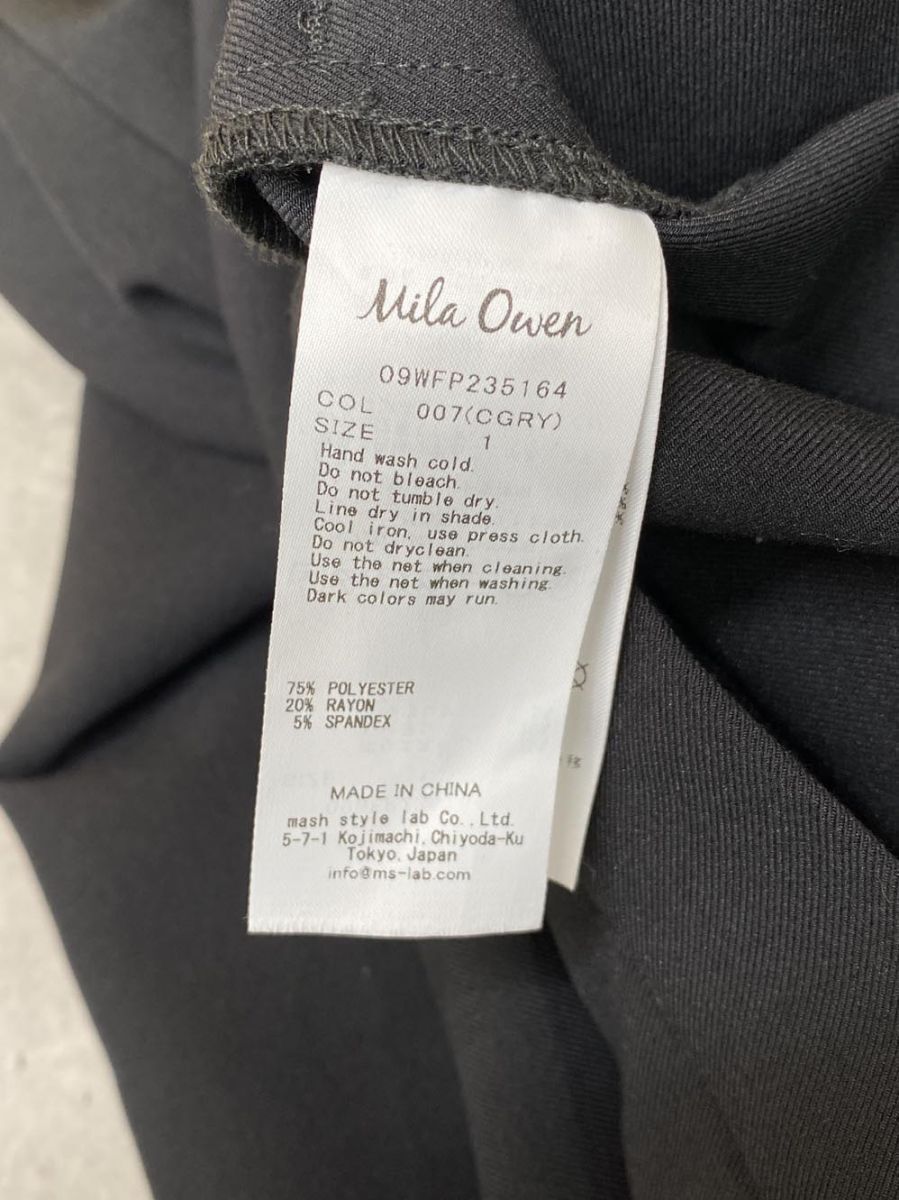 Mila Owen
09WFP235164
COL 007(CGRY)
SIZE 1
Hand wash cold.
Do not bleach.
Do not tumble dry.
Line dry in shade.
Cool iron, use press cloth.
Do not dryclean.
Use the net when cleaning.
Use the net when washing.
Dark colors may run.
75% POLYESTER
20% RAYON
5% SPANDEX
MADE IN CHINA
mash style lab Co.,Ltd.
5-7-1 Kojimachi,Chiyoda-Ku
Tokyo,Japan
info@ms-lab.com